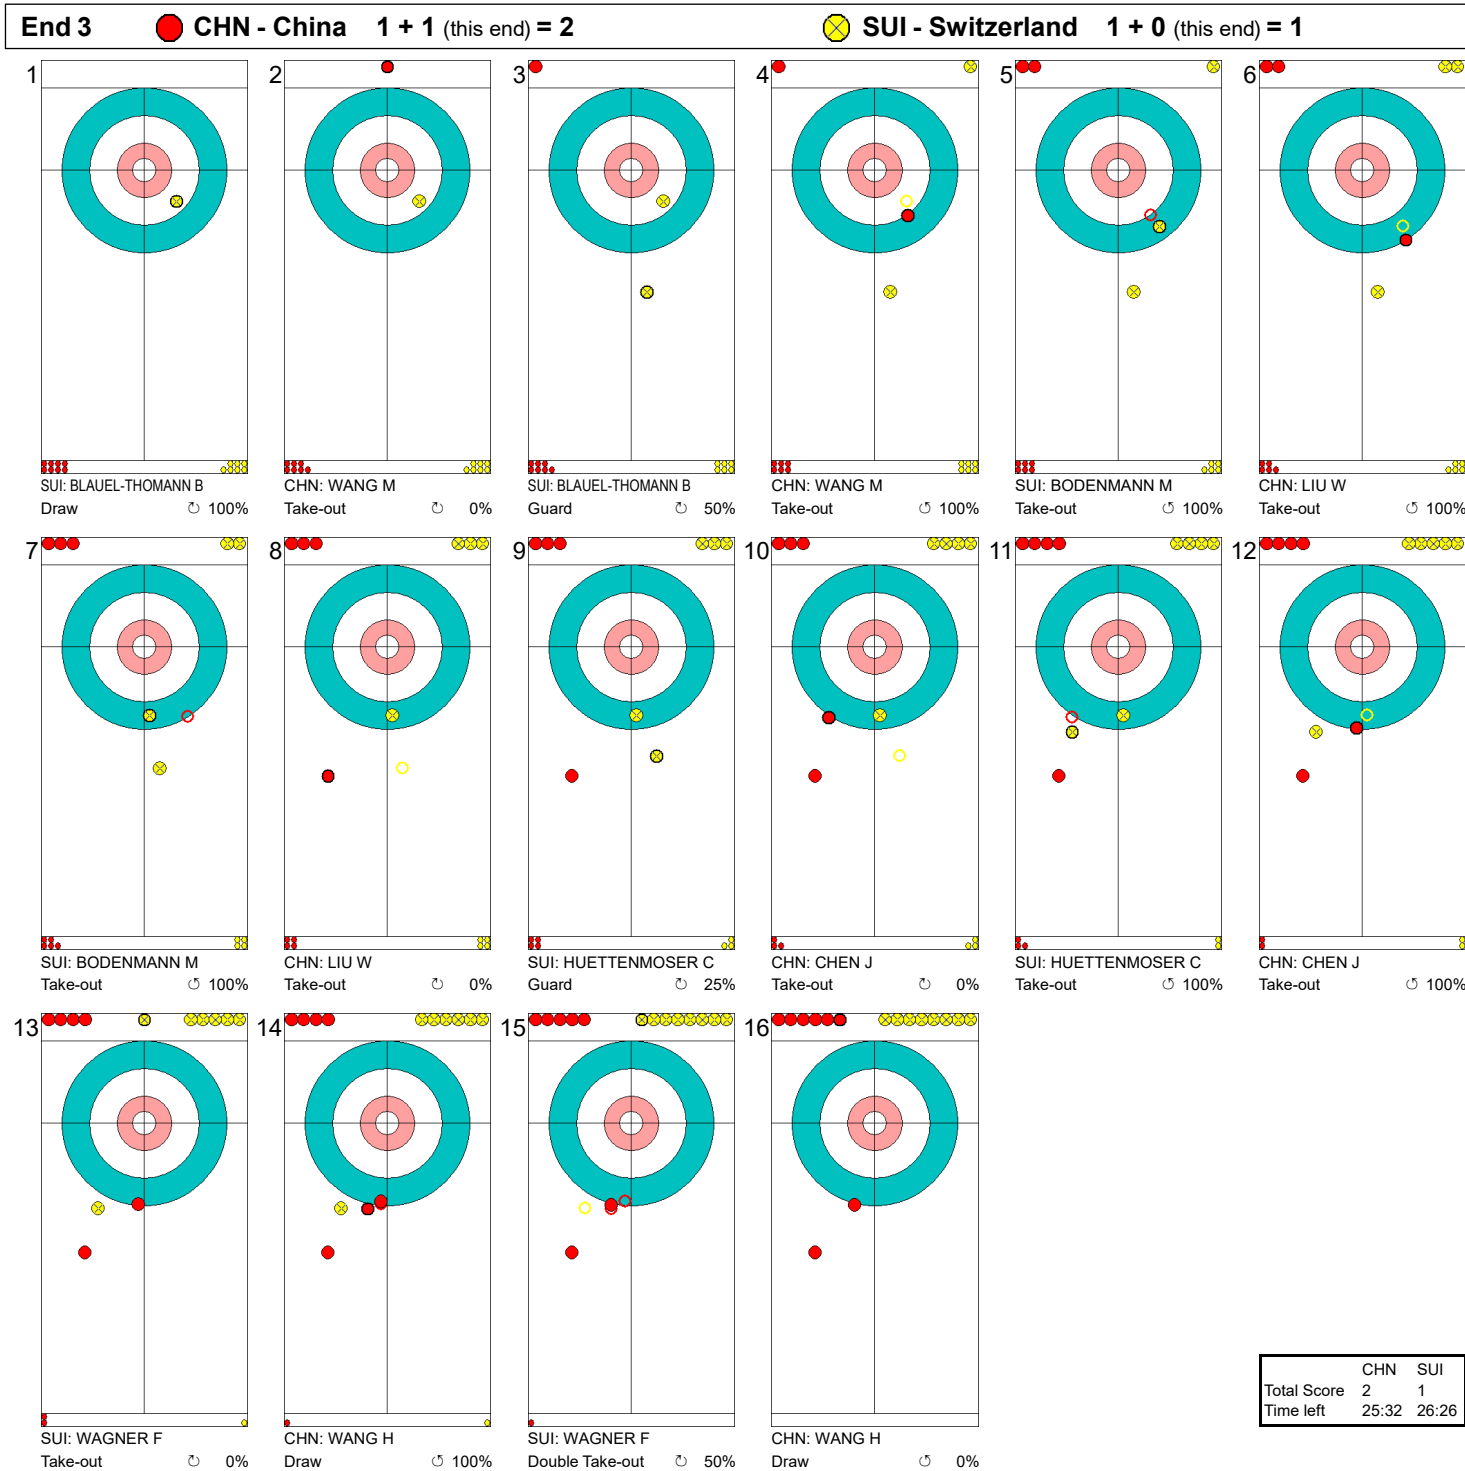 End 3 CHN - China 1 + 1 (this end) = 2 SUI - Switzerland 1 + 0 (this end) = 1
1 2 3 4 5 6
SUI: BLAUEL-THOMANN B CHN: WANG M SUI: BLAUEL-THOMANN B CHN: WANG M SUI: BODENMANN M CHN: LIU W
Draw ↻ 100% Take-out ↻ 0% Guard ↻ 50% Take-out ↺ 100% Take-out ↺ 100% Take-out ↺ 100%
7 8 9 10 11 12
SUI: BODENMANN M CHN: LIU W SUI: HUETTENMOSER C CHN: CHEN J SUI: HUETTENMOSER C CHN: CHEN J
Take-out ↺ 100% Take-out ↻ 0% Guard ↻ 25% Take-out ↻ 0% Take-out ↺ 100% Take-out ↺ 100%
13 14 15 16
SUI: WAGNER F CHN: WANG H SUI: WAGNER F CHN: WANG H
Take-out ↻ 0% Draw ↺ 100% Double Take-out ↻ 50% Draw ↺ 0%
CHN SUI
Total Score 2 1
Time left 25:32 26:26